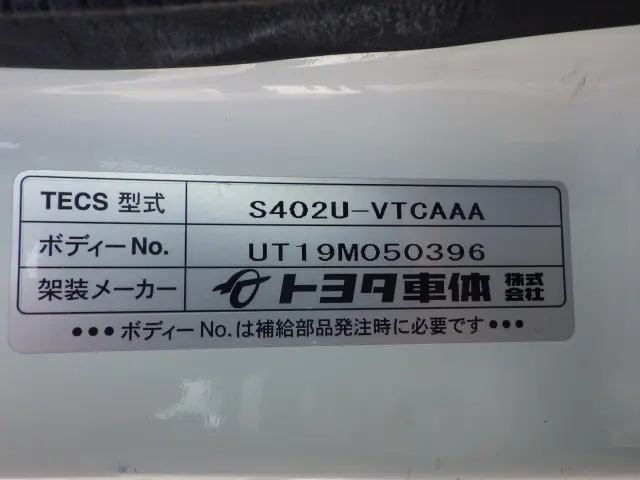 TECS 型式 S402U-VTCAAA
ボディーNo. UT19M050396
架装メーカー トヨタ車体 株式会社
●●●ボディーNo.は補給部品発注時に必要です●●●